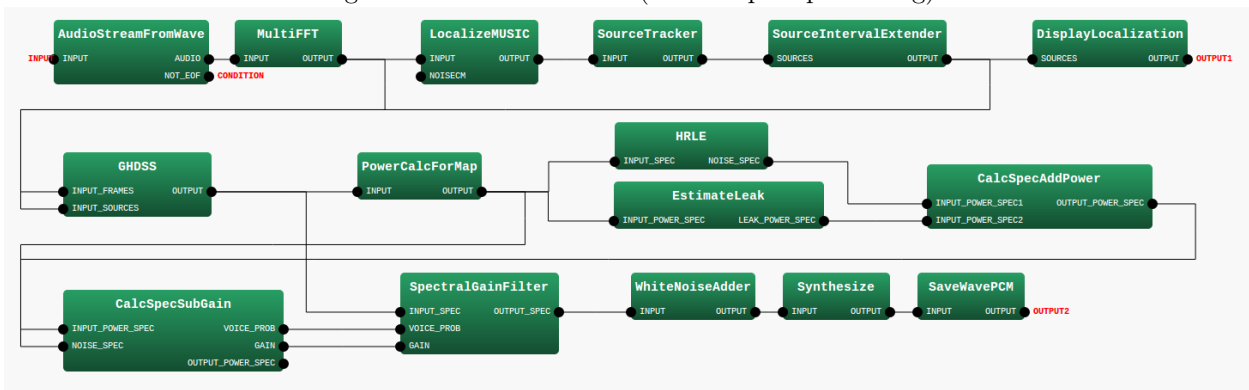 AudioStreamFromWave
INPUT INPUT
AUDIO
NOT_EOF CONDITION
MultiFFT
INPUT OUTPUT
LocalizeMUSIC
INPUT OUTPUT
NOISECM
SourceTracker
INPUT OUTPUT
SourceIntervalExtender
SOURCES OUTPUT
DisplayLocalization
SOURCES OUTPUT OUTPUT1
GHDSS
INPUT_FRAMES OUTPUT
INPUT_SOURCES
PowerCalcForMap
INPUT OUTPUT
HRLE
INPUT_SPEC NOISE_SPEC
EstimateLeak
INPUT_POWER_SPEC LEAK_POWER_SPEC
CalcSpecAddPower
INPUT_POWER_SPEC1 OUTPUT_POWER_SPEC
INPUT_POWER_SPEC2
CalcSpecSubGain
INPUT_POWER_SPEC VOICE_PROB
NOISE_SPEC GAIN
OUTPUT_POWER_SPEC
SpectralGainFilter
INPUT_SPEC OUTPUT_SPEC
VOICE_PROB
GAIN
WhiteNoiseAdder
INPUT OUTPUT
Synthesize
INPUT OUTPUT
SaveWavePCM
INPUT OUTPUT OUTPUT2